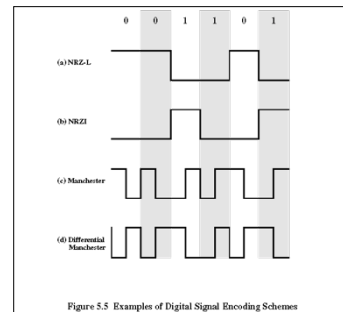 0 0 1 1 0 1
(a) NRZ-L
(b) NRZI
(c) Manchester
(d) Differential
Manchester
Figure 5.5 Examples of Digital Signal Encoding Schemes